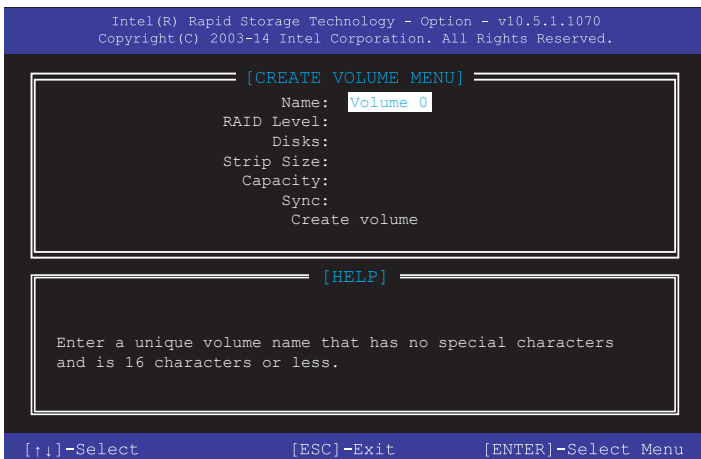 Intel(R) Rapid Storage Technology - Option - v10.5.1.1070
Copyright(C) 2003-14 Intel Corporation. All Rights Reserved.
[CREATE VOLUME MENU]
Name: Volume 0
RAID Level:
Disks:
Strip Size:
Capacity:
Sync:
Create volume
[HELP]
Enter a unique volume name that has no special characters
and is 16 characters or less.
[↑↓]-Select [ESC]-Exit [ENTER]-Select Menu